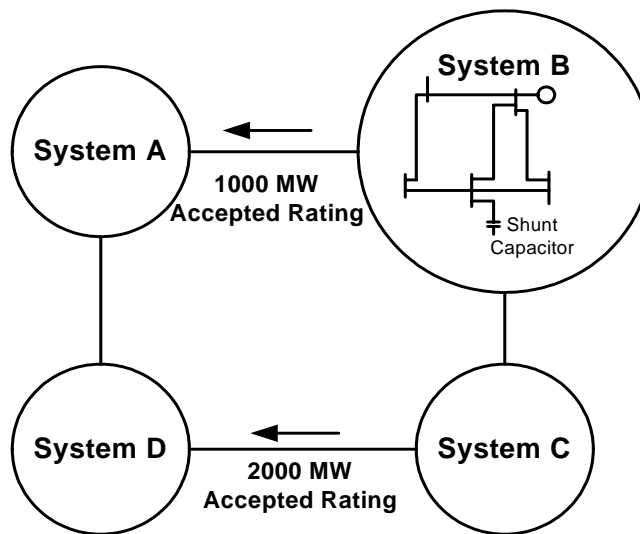 System B
System A
1000 MW
Accepted Rating
Shunt
Capacitor
System D
System C
2000 MW
Accepted Rating